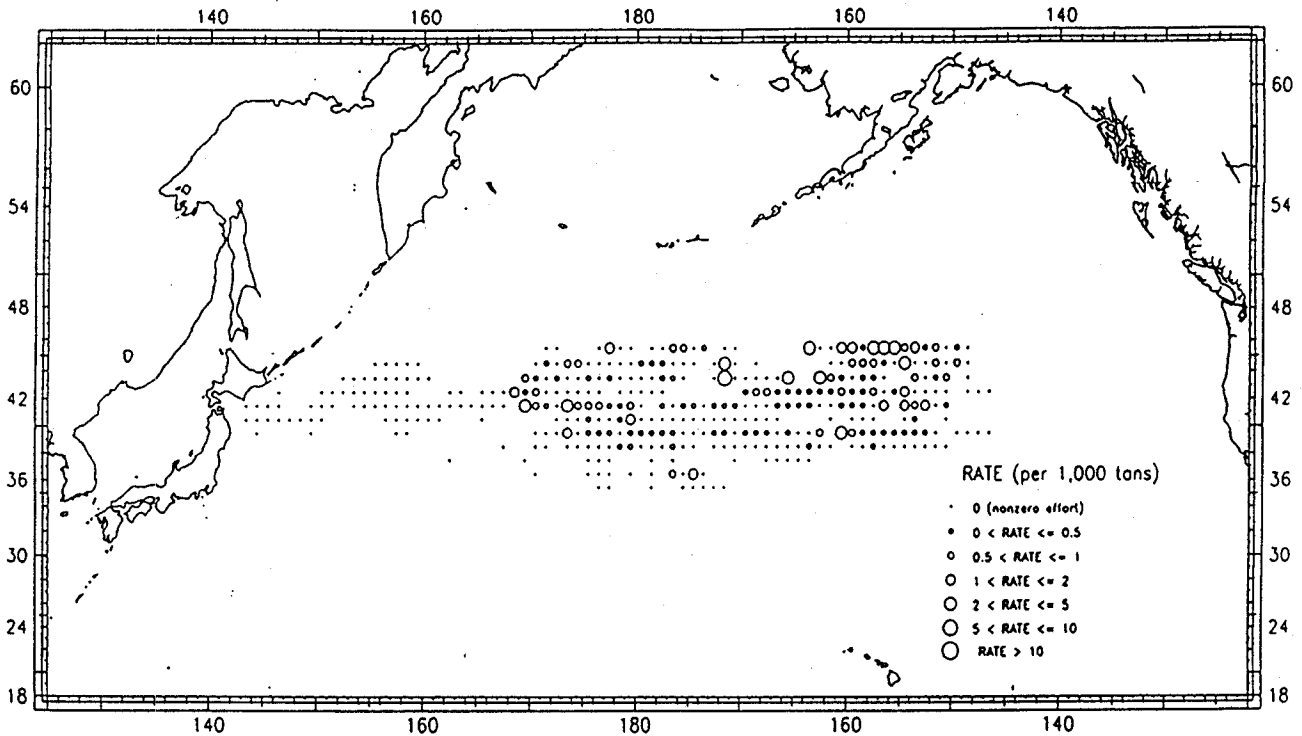 140 160 180 160 140
60 60
54 54
48 48
42 42
36 36
30 30
24 24
18 18
RATE (per 1,000 tans)
0 (nonzero effort)
0 < RATE <= 0.5
0.5 < RATE <= 1
1 < RATE <= 2
2 < RATE <= 5
5 < RATE <= 10
RATE > 10
140 160 180 160 140